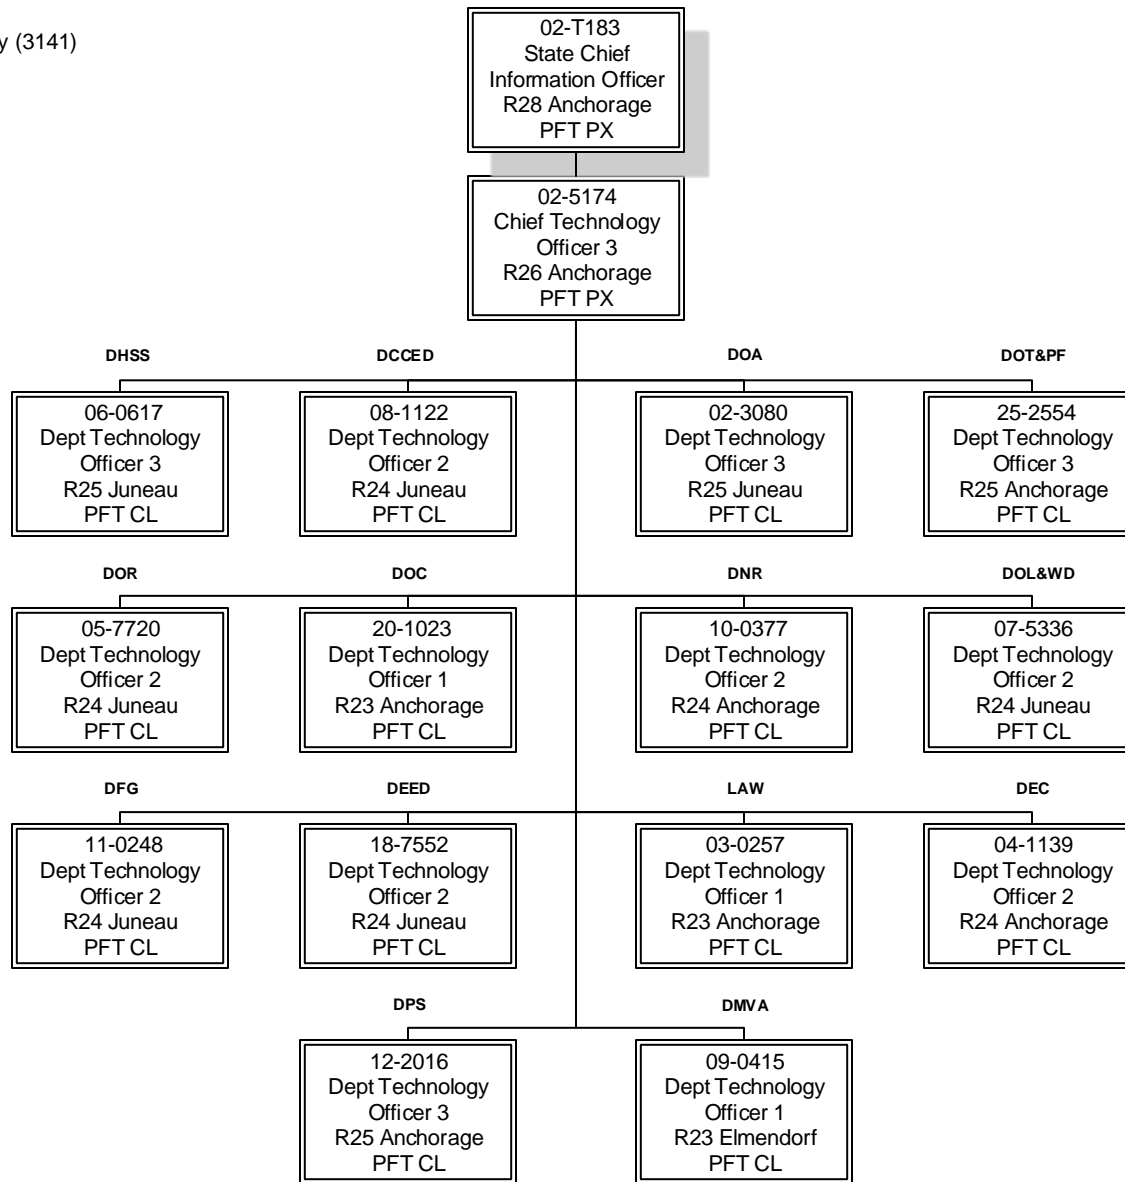 02-T183
State Chief
Information Officer
R28 Anchorage
PFT PX
y (3141)
02-5174
Chief Technology
Officer 3
R26 Anchorage
PFT PX
DHSS
06-0617
Dept Technology
Officer 3
R25 Juneau
PFT CL
DCCED
08-1122
Dept Technology
Officer 2
R24 Juneau
PFT CL
DOA
02-3080
Dept Technology
Officer 3
R25 Juneau
PFT CL
DOT&PF
25-2554
Dept Technology
Officer 3
R25 Anchorage
PFT CL
DOR
05-7720
Dept Technology
Officer 2
R24 Juneau
PFT CL
DOC
20-1023
Dept Technology
Officer 1
R23 Anchorage
PFT CL
DNR
10-0377
Dept Technology
Officer 2
R24 Anchorage
PFT CL
DOL&WD
07-5336
Dept Technology
Officer 2
R24 Juneau
PFT CL
DFG
11-0248
Dept Technology
Officer 2
R24 Juneau
PFT CL
DEED
18-7552
Dept Technology
Officer 2
R24 Juneau
PFT CL
LAW
03-0257
Dept Technology
Officer 1
R23 Anchorage
PFT CL
DEC
04-1139
Dept Technology
Officer 2
R24 Anchorage
PFT CL
DPS
12-2016
Dept Technology
Officer 3
R25 Anchorage
PFT CL
DMVA
09-0415
Dept Technology
Officer 1
R23 Elmendorf
PFT CL